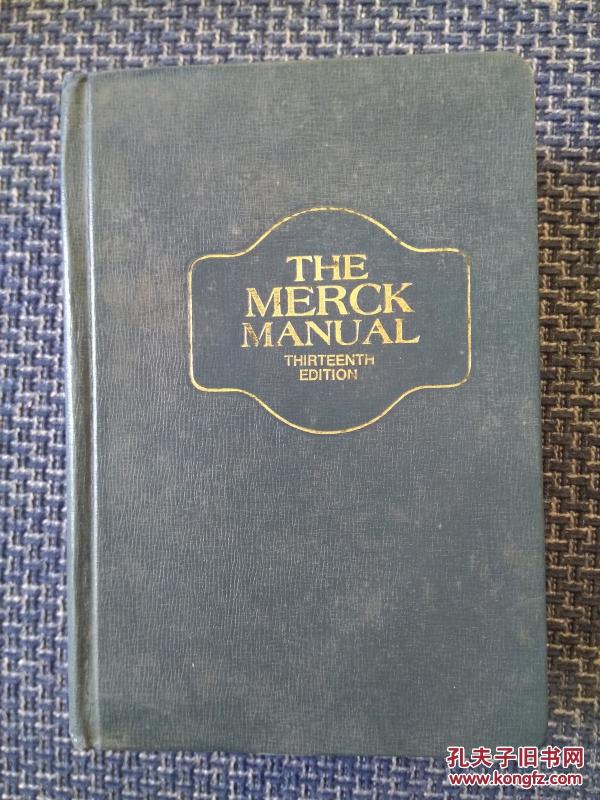 THE
MERCK
MANUAL
THIRTEENTH
EDITION
孔夫子旧书网
www.kongfz.com